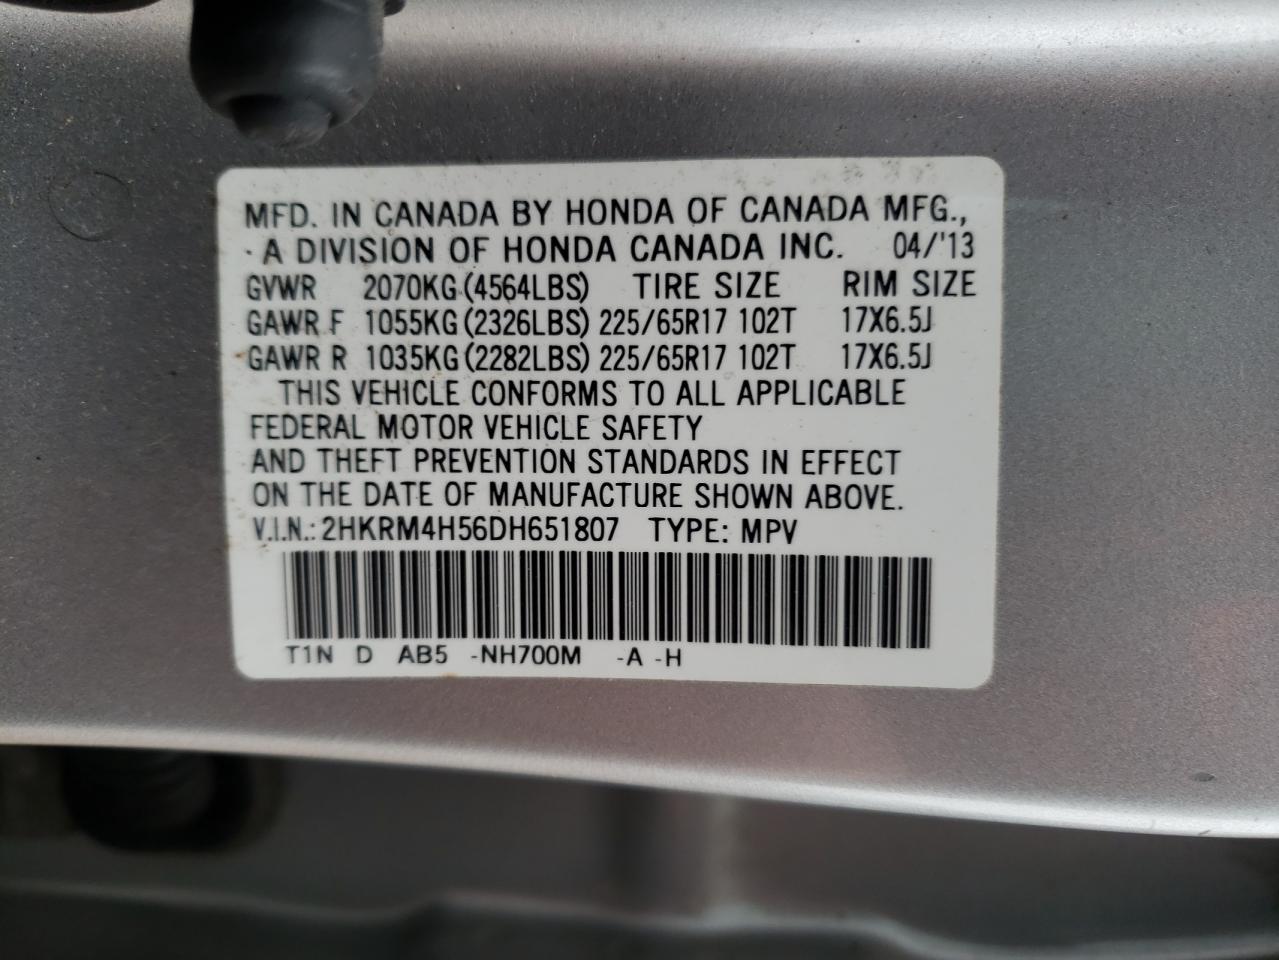 MFD. IN CANADA BY HONDA OF CANADA MFG.,
A DIVISION OF HONDA CANADA INC. 04/'13
GVWR 2070KG (4564LBS) TIRE SIZE RIM SIZE
GAWR F 1055KG (2326LBS) 225/65R17 102T 17X6.5J
GAWR R 1035KG (2282LBS) 225/65R17 102T 17X6.5J
THIS VEHICLE CONFORMS TO ALL APPLICABLE
FEDERAL MOTOR VEHICLE SAFETY
AND THEFT PREVENTION STANDARDS IN EFFECT
ON THE DATE OF MANUFACTURE SHOWN ABOVE.
V.I.N.: 2HKRM4H56DH651807 TYPE: MPV
T1N D AB5 -NH700M -A -H